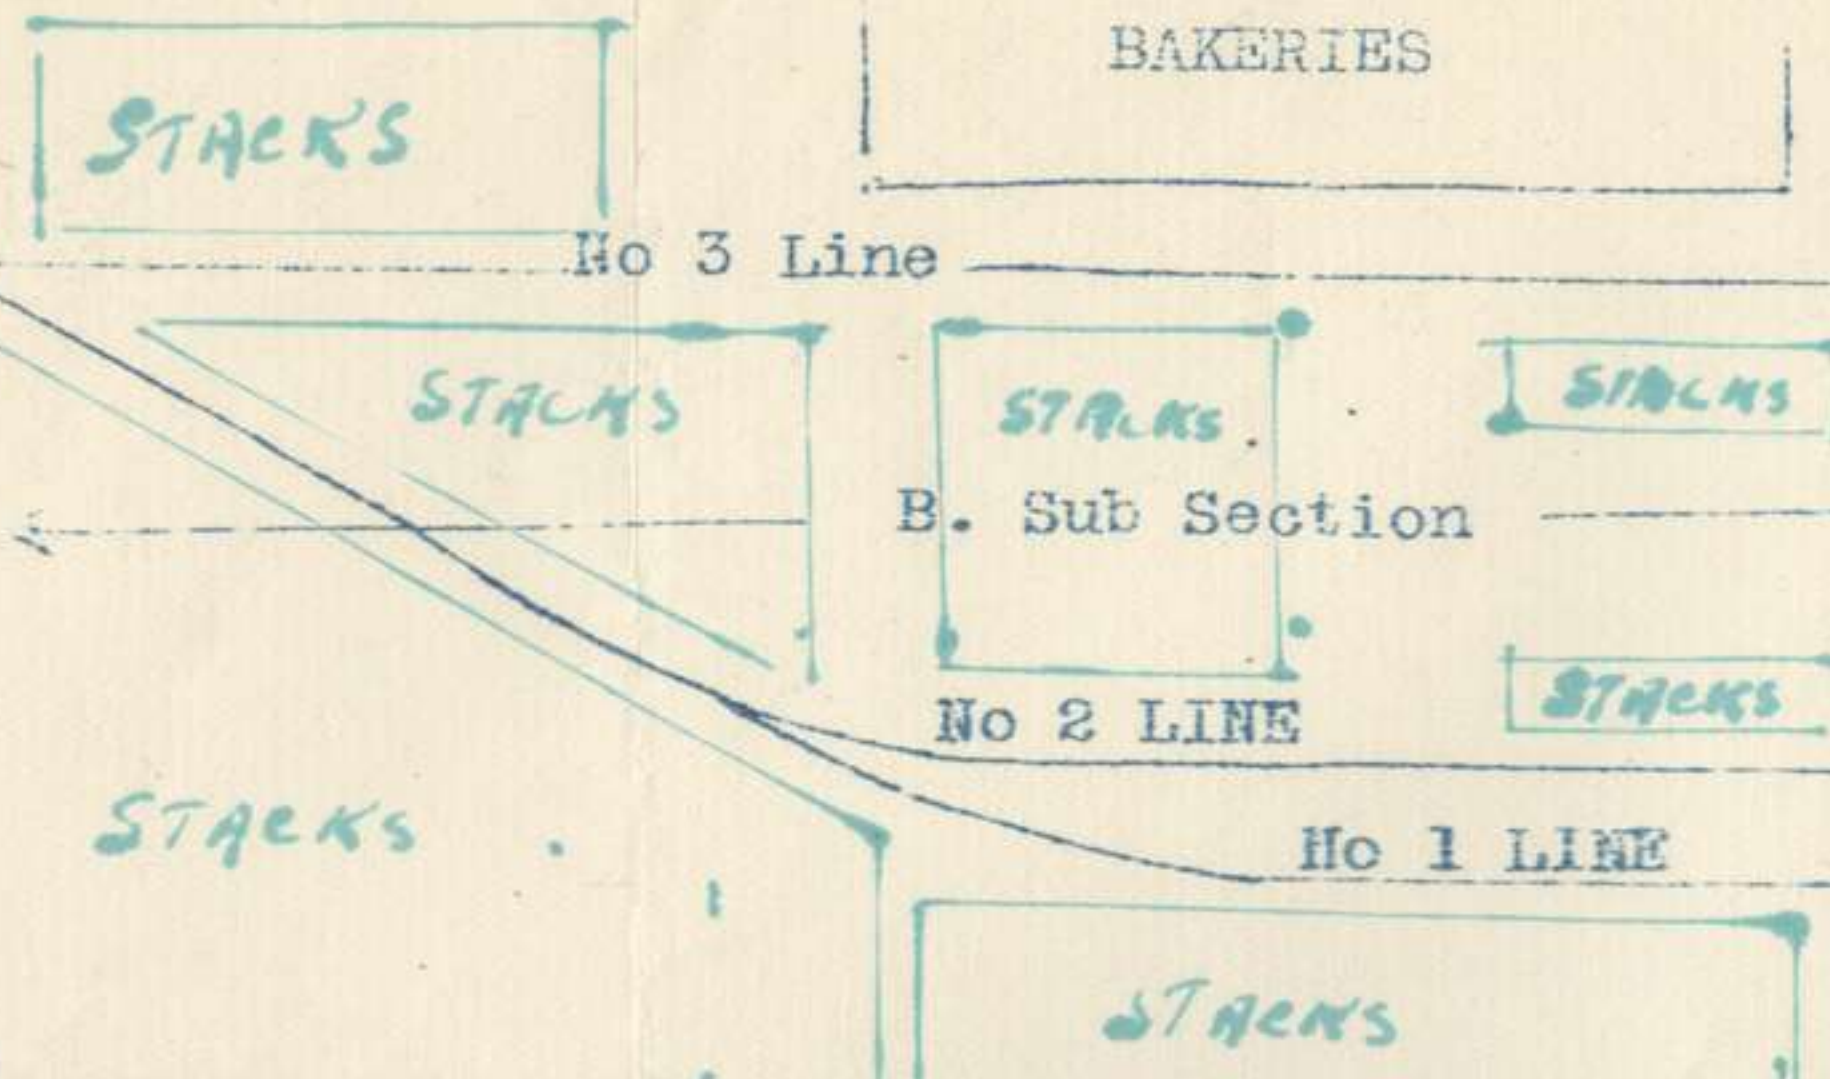 BAKERIES
STACKS
No 3 Line
STACKS
STACKS
STACKS
B. Sub Section
STACKS
No 2 LINE
STACKS
No 1 LINE
STACKS